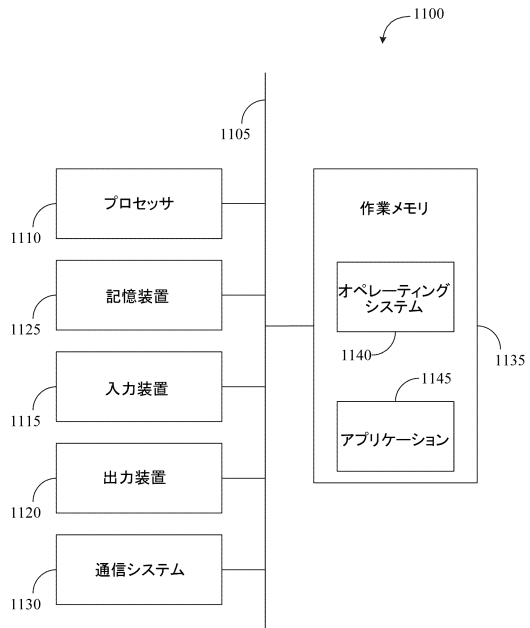 1100
1105
プロセッサ
1110
記憶装置
1125
入力装置
1115
出力装置
1120
通信システム
1130
作業メモリ
オペレーティング
システム
1140
1135
1145
アプリケーション